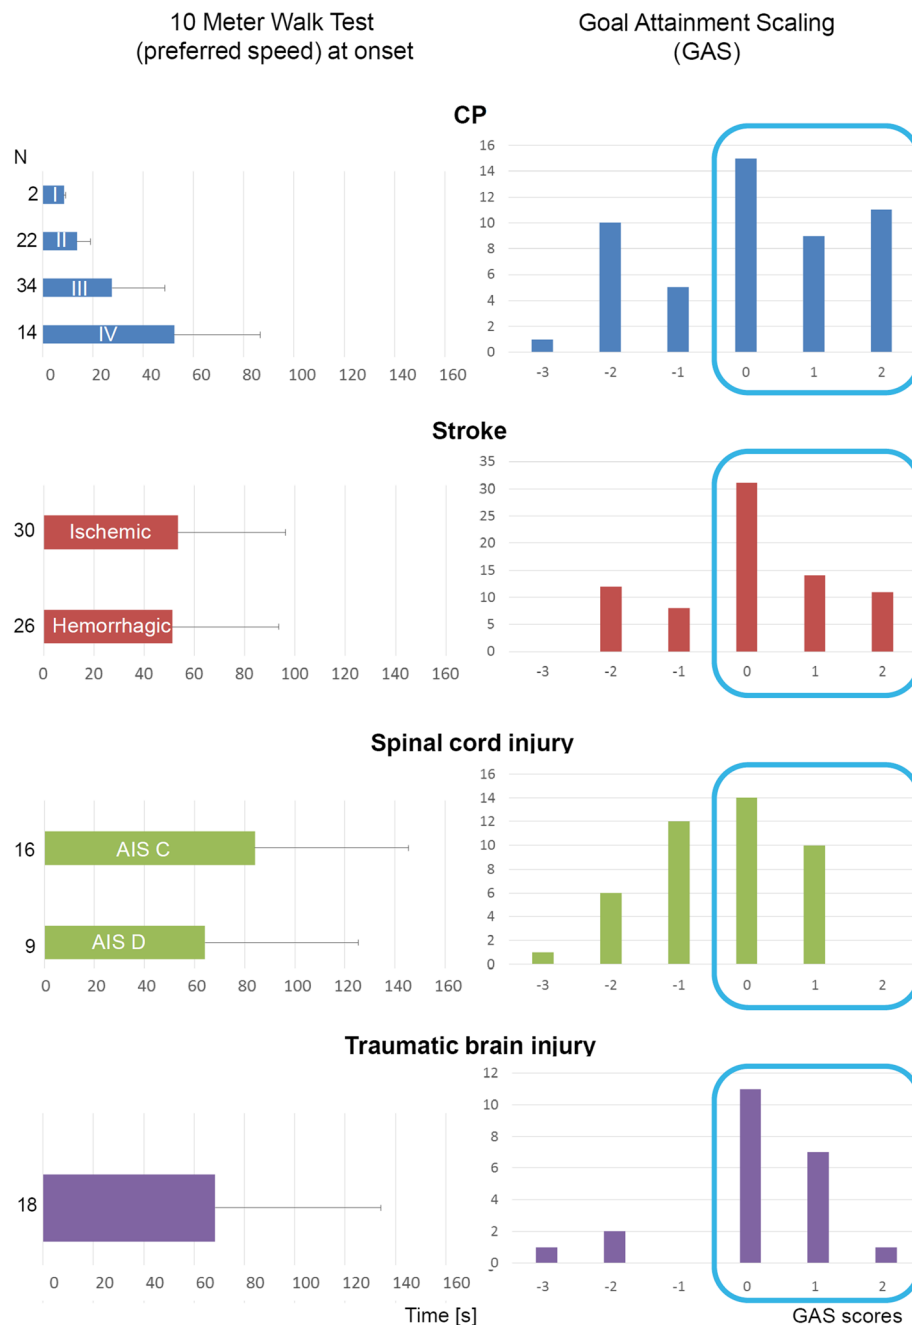 10 Meter Walk Test
(preferred speed) at onset
Goal Attainment Scaling
(GAS)
CP
N
2 I
22 II
34 III
14 IV
0 20 40 60 80 100 120 140 160
16
14
12
10
8
6
4
2
0
-3 -2 -1 0 1 2
Stroke
30 Ischemic
26 Hemorrhagic
0 20 40 60 80 100 120 140 160
35
30
25
20
15
10
5
0
-3 -2 -1 0 1 2
Spinal cord injury
16 AIS C
9 AIS D
0 20 40 60 80 100 120 140 160
16
14
12
10
8
6
4
2
0
-3 -2 -1 0 1 2
Traumatic brain injury
18
0 20 40 60 80 100 120 140 160
Time [s]
12
10
8
6
4
2
0
-3 -2 -1 0 1 2
GAS scores